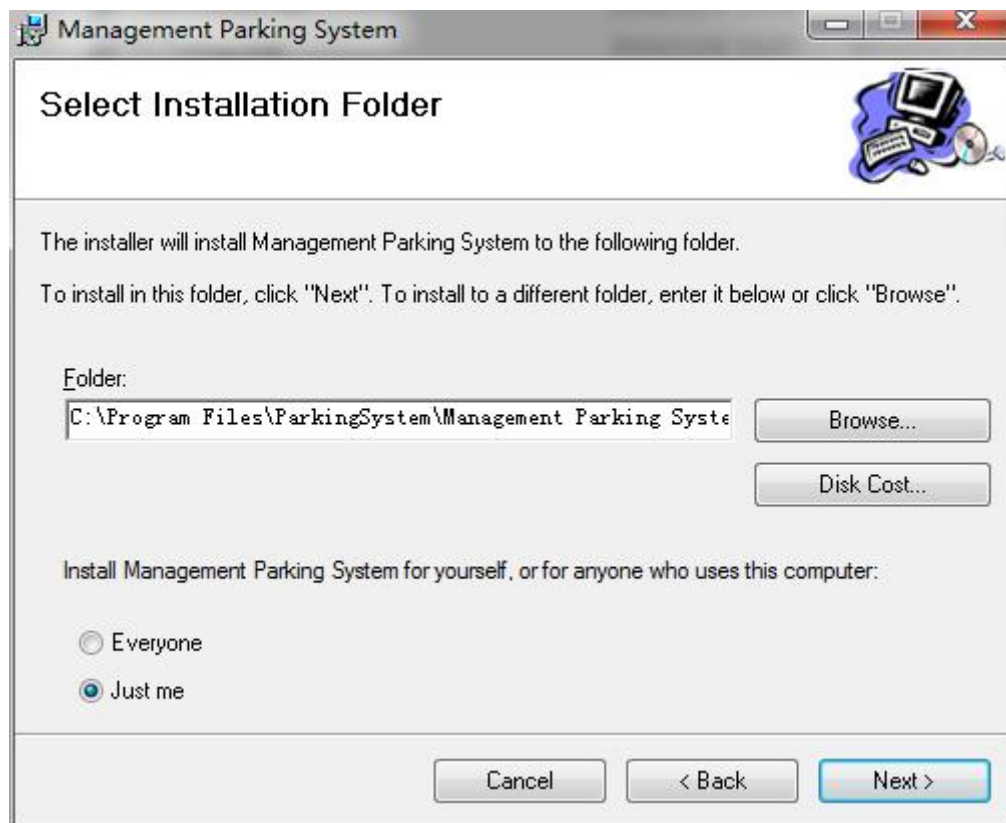 Management Parking System
Select Installation Folder
The installer will install Management Parking System to the following folder.
To install in this folder, click "Next". To install to a different folder, enter it below or click "Browse".
Folder:
C:\Program Files\ParkingSystem\Management Parking Syste
Browse...
Disk Cost...
Install Management Parking System for yourself, or for anyone who uses this computer:
Everyone
Just me
Cancel
< Back
Next >